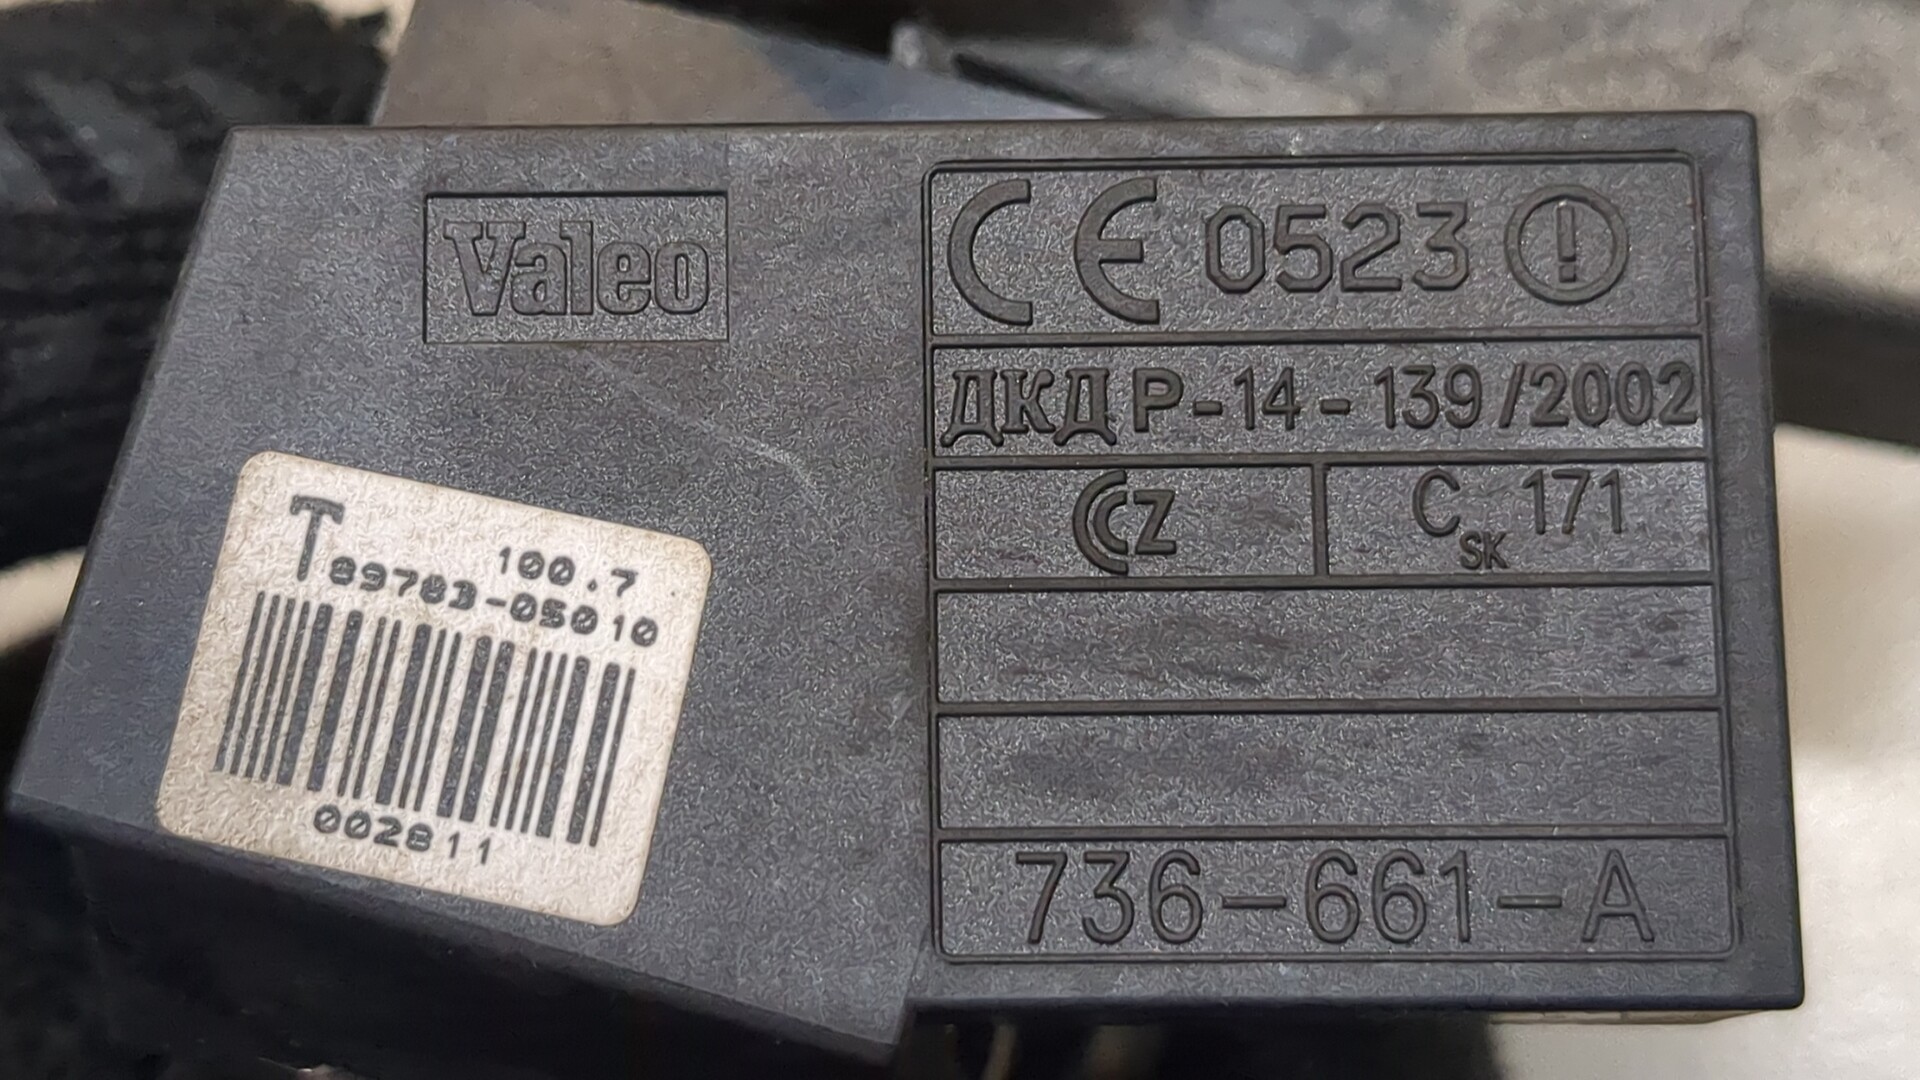 Valeo
CE 0523
ДКД Р-14-139/2002
CZ
C SK 171
736-661-A
T 100.7
89783-05010
002811